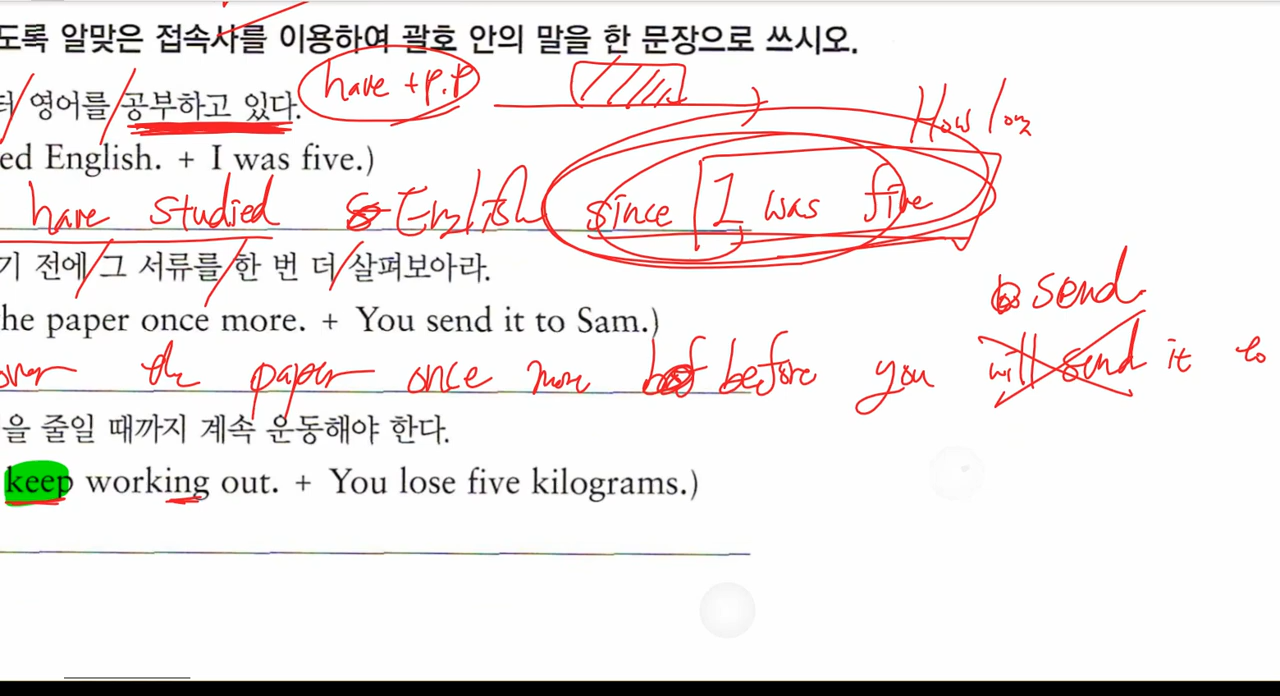 도록 알맞은 접속사를 이용하여 괄호 안의 말을 한 문장으로 쓰시오.
터 영어를 공부하고 있다. have + p.p
How long
ed English. + I was five.)
have studied English since I was five
기 전에 그 서류를 한 번 더 살펴보아라.
send
he paper once more. + You send it to Sam.)
over the paper once more before you will send it to
을 줄일 때까지 계속 운동해야 한다.
keep working out. + You lose five kilograms.)